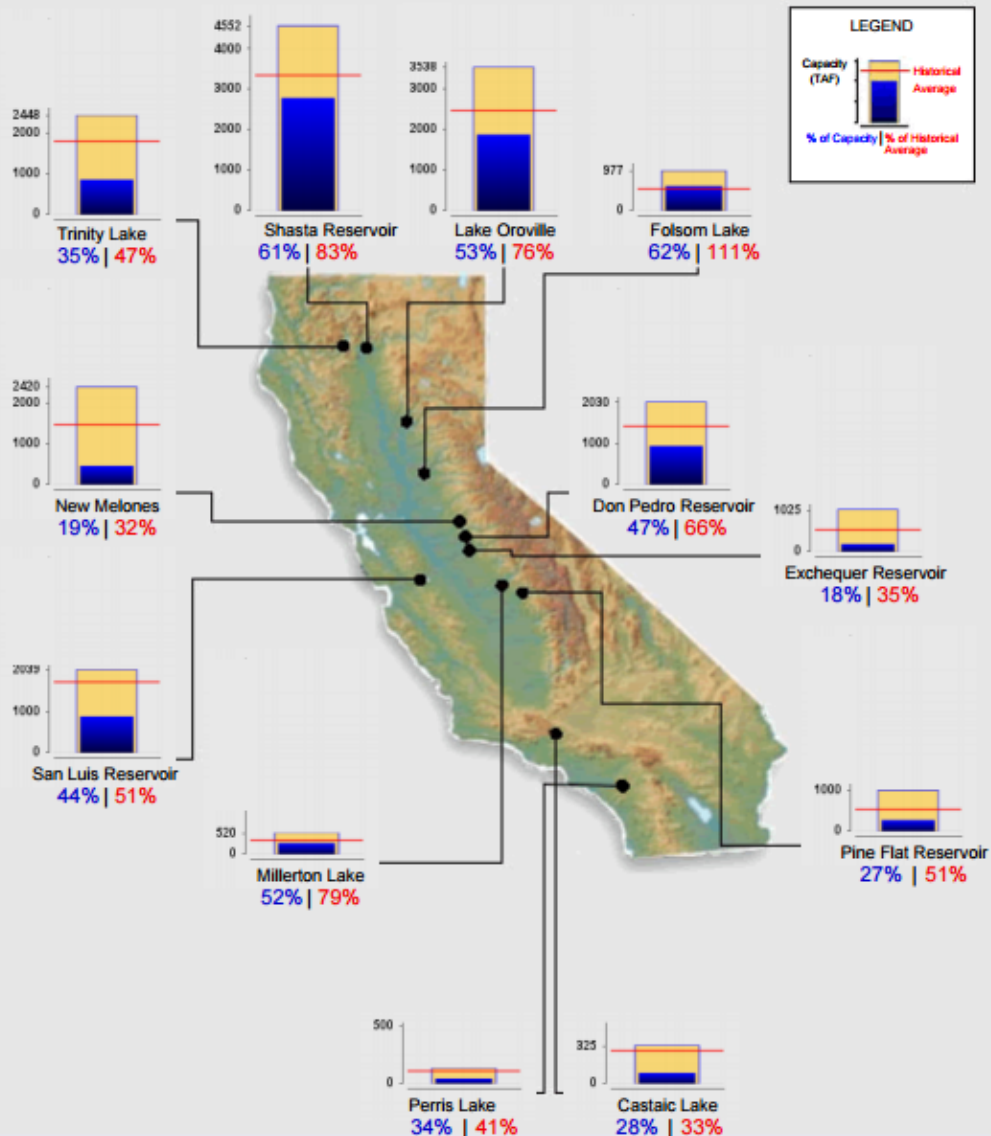 4552
4000
3000
2000
1000
0
Shasta Reservoir
61% | 83%
3538
3000
2000
1000
0
Lake Oroville
53% | 76%
LEGEND
Capacity
(TAF)
Historical
Average
% of Capacity | % of Historical
Average
2448
2000
1000
0
Trinity Lake
35% | 47%
977
0
Folsom Lake
62% | 111%
2420
2000
1000
0
New Melones
19% | 32%
2030
1000
0
Don Pedro Reservoir
47% | 66%
1025
0
Exchequer Reservoir
18% | 35%
2039
1000
0
San Luis Reservoir
44% | 51%
520
0
Millerton Lake
52% | 79%
1000
0
Pine Flat Reservoir
27% | 51%
500
0
Perris Lake
34% | 41%
325
0
Castaic Lake
28% | 33%